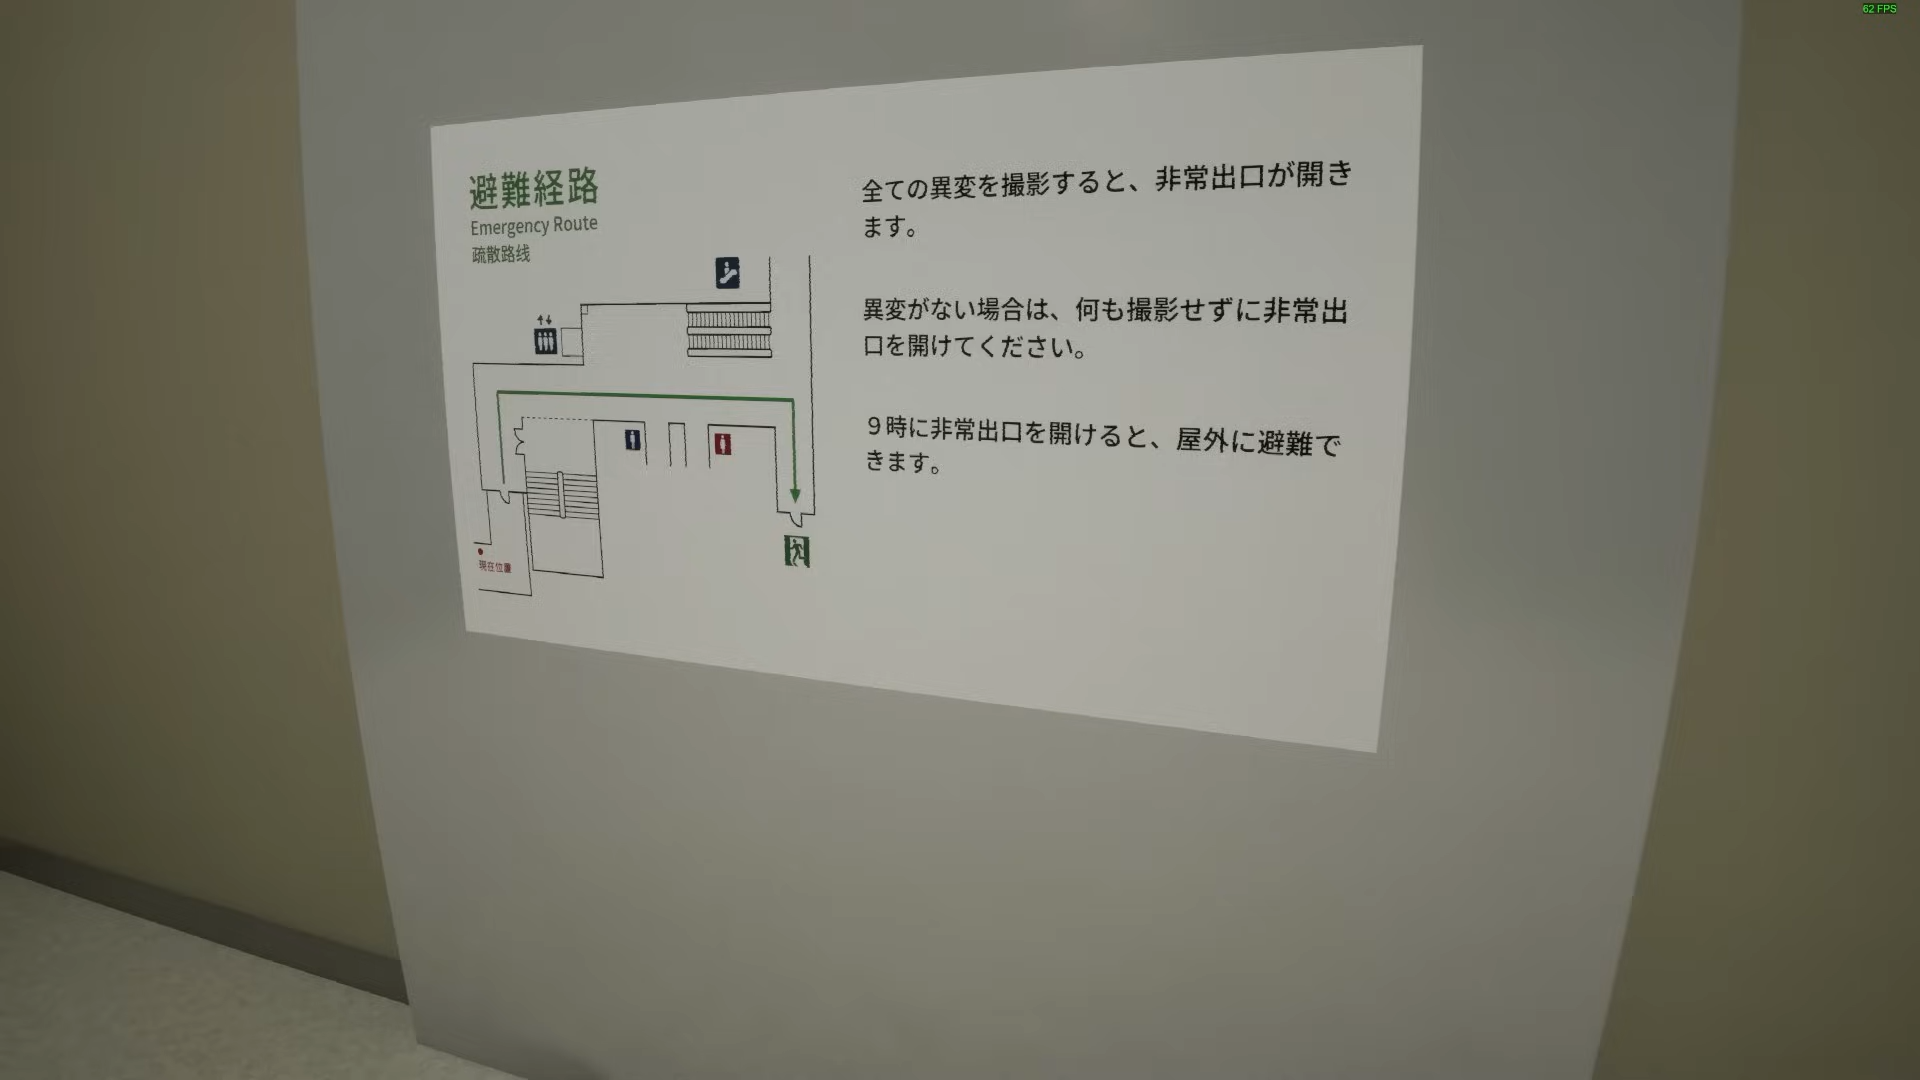 62 FPS
避難経路
Emergency Route
疏散路线
現在位置
全ての異変を撮影すると、非常出口が開き
ます。
異変がない場合は、何も撮影せずに非常出
口を開けてください。
9時に非常出口を開けると、屋外に避難で
きます。